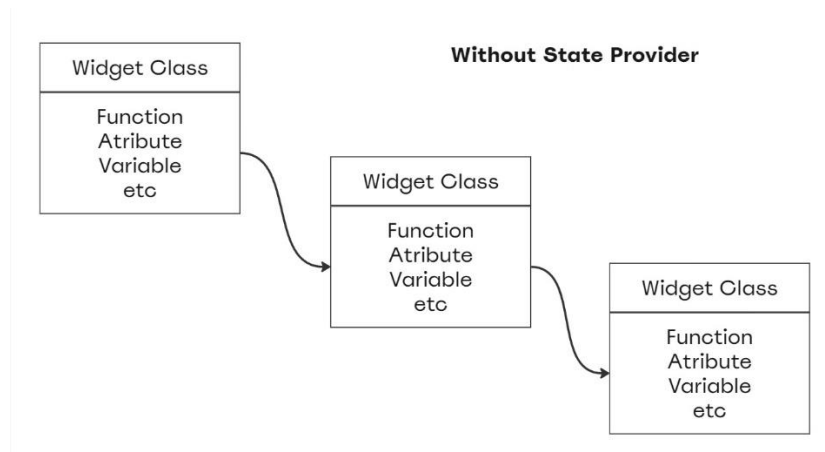 Without State Provider
Widget Class
Function
Atribute
Variable
etc
Widget Class
Function
Atribute
Variable
etc
Widget Class
Function
Atribute
Variable
etc